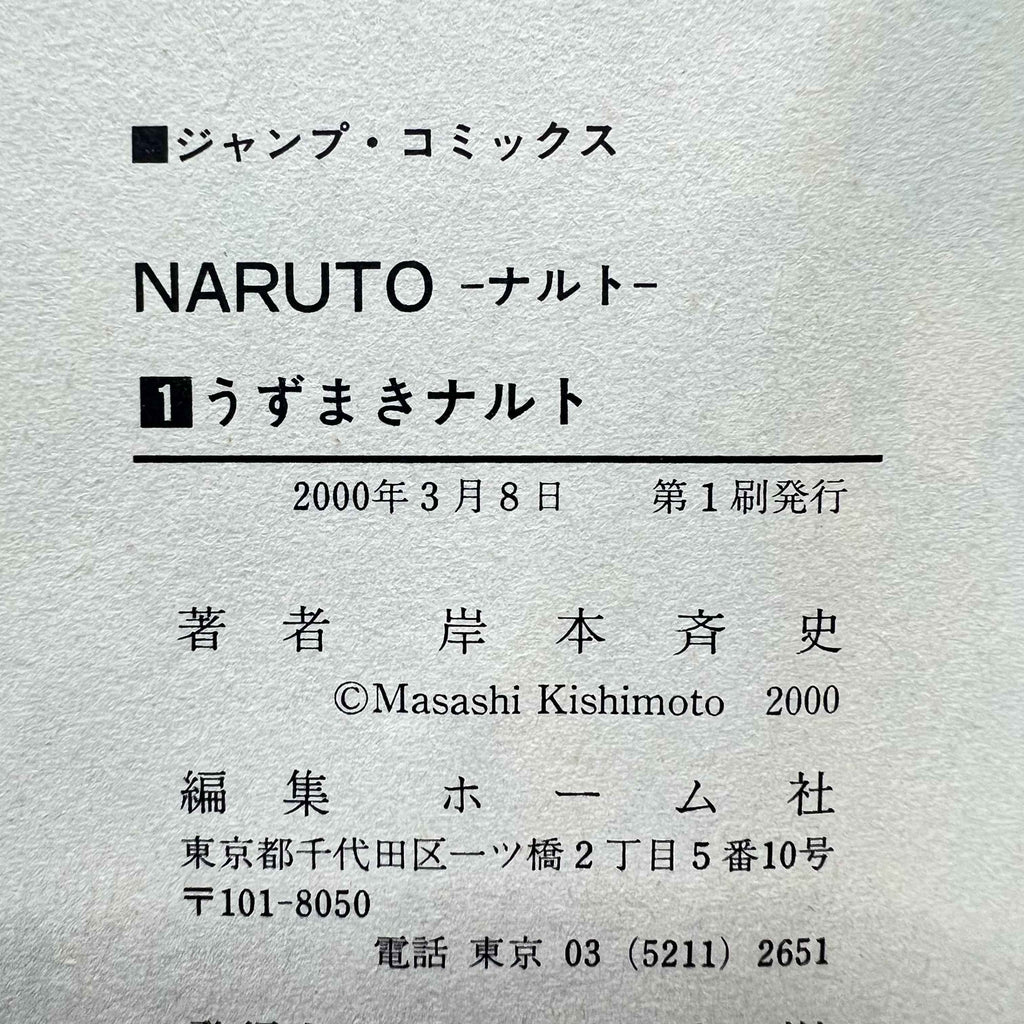 ■ジャンプ・コミックス
NARUTO -ナルト-
1 うずまきナルト
2000年3月8日 第1刷発行
著者 岸本斉史
©Masashi Kishimoto 2000
編集 ホーム社
東京都千代田区一ツ橋2丁目5番10号
〒101-8050
電話 東京 03 (5211) 2651